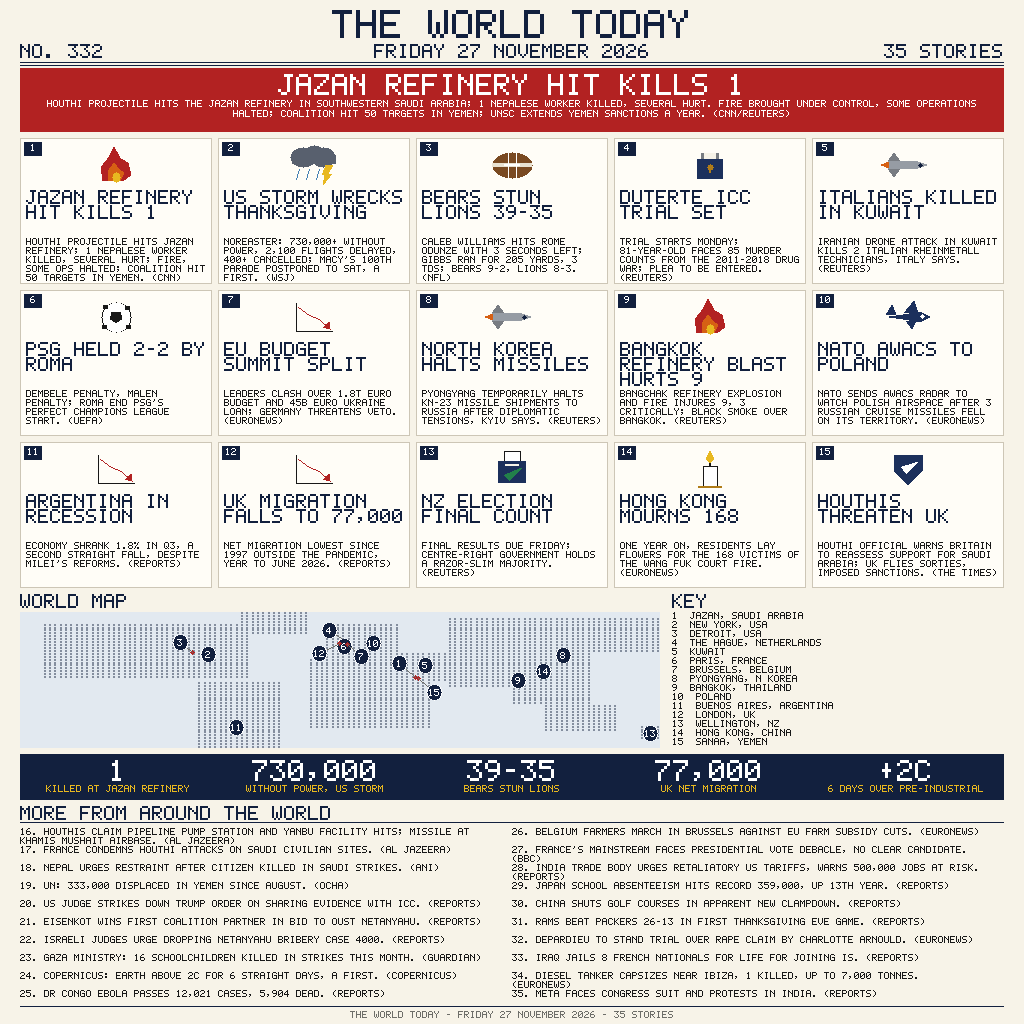 THE WORLD TODAY
NO. 332
FRIDAY 27 NOVEMBER 2026
35 STORIES
JAZAN REFINERY HIT KILLS 1
HOUTHI PROJECTILE HITS THE JAZAN REFINERY IN SOUTHWESTERN SAUDI ARABIA; 1 NEPALESE WORKER KILLED, SEVERAL HURT. FIRE BROUGHT UNDER CONTROL, SOME OPERATIONS
HALTED; COALITION HIT 50 TARGETS IN YEMEN; UNSC EXTENDS YEMEN SANCTIONS A YEAR. (CNN/REUTERS)
1
JAZAN REFINERY
HIT KILLS 1
HOUTHI PROJECTILE HITS JAZAN
REFINERY: 1 NEPALESE WORKER
KILLED, SEVERAL HURT; FIRE,
SOME OPS HALTED; COALITION HIT
50 TARGETS IN YEMEN. (CNN)
2
US STORM WRECKS
THANKSGIVING
NOREASTER: 730,000+ WITHOUT
POWER, 2,100 FLIGHTS DELAYED,
400+ CANCELLED; MACY'S 100TH
PARADE POSTPONED TO SAT, A
FIRST. (WSJ)
3
BEARS STUN
LIONS 39-35
CALEB WILLIAMS HITS ROME
ODUNZE WITH 3 SECONDS LEFT;
GIBBS RAN FOR 205 YARDS, 3
TDS; BEARS 9-2, LIONS 8-3.
(NFL)
4
DUTERTE ICC
TRIAL SET
TRIAL STARTS MONDAY;
81-YEAR-OLD FACES 85 MURDER
COUNTS FROM THE 2011-2018 DRUG
WAR; PLEA TO BE ENTERED.
(REUTERS)
5
ITALIANS KILLED
IN KUWAIT
IRANIAN DRONE ATTACK IN KUWAIT
KILLS 2 ITALIAN RHEINMETALL
TECHNICIANS, ITALY SAYS.
(REUTERS)
6
PSG HELD 2-2 BY
ROMA
DEMBELE PENALTY, MALEN
PENALTY; ROMA END PSG'S
PERFECT CHAMPIONS LEAGUE
START. (UEFA)
7
EU BUDGET
SUMMIT SPLIT
LEADERS CLASH OVER 1.8T EURO
BUDGET AND 45B EURO UKRAINE
LOAN; GERMANY THREATENS VETO.
(EURONEWS)
8
NORTH KOREA
HALTS MISSILES
PYONGYANG TEMPORARILY HALTS
KN-23 MISSILE SHIPMENTS TO
RUSSIA AFTER DIPLOMATIC
TENSIONS, KYIV SAYS. (REUTERS)
9
BANGKOK
REFINERY BLAST
HURTS 9
BANGCHAK REFINERY EXPLOSION
AND FIRE INJURES 9, 3
CRITICALLY; BLACK SMOKE OVER
BANGKOK. (REUTERS)
10
NATO AWACS TO
POLAND
NATO SENDS AWACS RADAR TO
WATCH POLISH AIRSPACE AFTER 3
RUSSIAN CRUISE MISSILES FELL
ON ITS TERRITORY. (EURONEWS)
11
ARGENTINA IN
RECESSION
ECONOMY SHRANK 1.8% IN Q3, A
SECOND STRAIGHT FALL, DESPITE
MILEI'S REFORMS. (REPORTS)
12
UK MIGRATION
FALLS TO 77,000
NET MIGRATION LOWEST SINCE
1997 OUTSIDE THE PANDEMIC,
YEAR TO JUNE 2026. (REPORTS)
13
NZ ELECTION
FINAL COUNT
FINAL RESULTS DUE FRIDAY;
CENTRE-RIGHT GOVERNMENT HOLDS
A RAZOR-SLIM MAJORITY.
(REUTERS)
14
HONG KONG
MOURNS 168
ONE YEAR ON, RESIDENTS LAY
FLOWERS FOR THE 168 VICTIMS OF
THE WANG FUK COURT FIRE.
(EURONEWS)
15
HOUTHIS
THREATEN UK
HOUTHI OFFICIAL WARNS BRITAIN
TO REASSESS SUPPORT FOR SAUDI
ARABIA; UK FLIES SORTIES,
IMPOSED SANCTIONS. (THE TIMES)
WORLD MAP
4
3
2
12
6
7
10
1
5
15
9
14
8
11
13
KEY
1 JAZAN, SAUDI ARABIA
2 NEW YORK, USA
3 DETROIT, USA
4 THE HAGUE, NETHERLANDS
5 KUWAIT
6 PARIS, FRANCE
7 BRUSSELS, BELGIUM
8 PYONGYANG, N KOREA
9 BANGKOK, THAILAND
10 POLAND
11 BUENOS AIRES, ARGENTINA
12 LONDON, UK
13 WELLINGTON, NZ
14 HONG KONG, CHINA
15 SANAA, YEMEN
1
KILLED AT JAZAN REFINERY
730,000
WITHOUT POWER, US STORM
39-35
BEARS STUN LIONS
77,000
UK NET MIGRATION
+2C
6 DAYS OVER PRE-INDUSTRIAL
MORE FROM AROUND THE WORLD
16. HOUTHIS CLAIM PIPELINE PUMP STATION AND YANBU FACILITY HITS; MISSILE AT
KHAMIS MUSHAIT AIRBASE. (AL JAZEERA)
17. FRANCE CONDEMNS HOUTHI ATTACKS ON SAUDI CIVILIAN SITES. (AL JAZEERA)
18. NEPAL URGES RESTRAINT AFTER CITIZEN KILLED IN SAUDI STRIKES. (ANI)
19. UN: 333,000 DISPLACED IN YEMEN SINCE AUGUST. (OCHA)
20. US JUDGE STRIKES DOWN TRUMP ORDER ON SHARING EVIDENCE WITH ICC. (REPORTS)
21. EISENKOT WINS FIRST COALITION PARTNER IN BID TO OUST NETANYAHU. (REPORTS)
22. ISRAELI JUDGES URGE DROPPING NETANYAHU BRIBERY CASE 4000. (REPORTS)
23. GAZA MINISTRY: 16 SCHOOLCHILDREN KILLED IN STRIKES THIS MONTH. (GUARDIAN)
24. COPERNICUS: EARTH ABOVE 2C FOR 6 STRAIGHT DAYS, A FIRST. (COPERNICUS)
25. DR CONGO EBOLA PASSES 12,021 CASES, 5,904 DEAD. (REPORTS)
26. BELGIUM FARMERS MARCH IN BRUSSELS AGAINST EU FARM SUBSIDY CUTS. (EURONEWS)
27. FRANCE'S MAINSTREAM FACES PRESIDENTIAL VOTE DEBACLE, NO CLEAR CANDIDATE.
(BBC)
28. INDIA TRADE BODY URGES RETALIATORY US TARIFFS, WARNS 500,000 JOBS AT RISK.
(REPORTS)
29. JAPAN SCHOOL ABSENTEEISM HITS RECORD 359,000, UP 13TH YEAR. (REPORTS)
30. CHINA SHUTS GOLF COURSES IN APPARENT NEW CLAMPDOWN. (REPORTS)
31. RAMS BEAT PACKERS 26-13 IN FIRST THANKSGIVING EVE GAME. (REPORTS)
32. DEPARDIEU TO STAND TRIAL OVER RAPE CLAIM BY CHARLOTTE ARNOULD. (EURONEWS)
33. IRAQ JAILS 8 FRENCH NATIONALS FOR LIFE FOR JOINING IS. (REPORTS)
34. DIESEL TANKER CAPSIZES NEAR IBIZA, 1 KILLED, UP TO 7,000 TONNES.
(EURONEWS)
35. META FACES CONGRESS SUIT AND PROTESTS IN INDIA. (REPORTS)
THE WORLD TODAY - FRIDAY 27 NOVEMBER 2026 - 35 STORIES